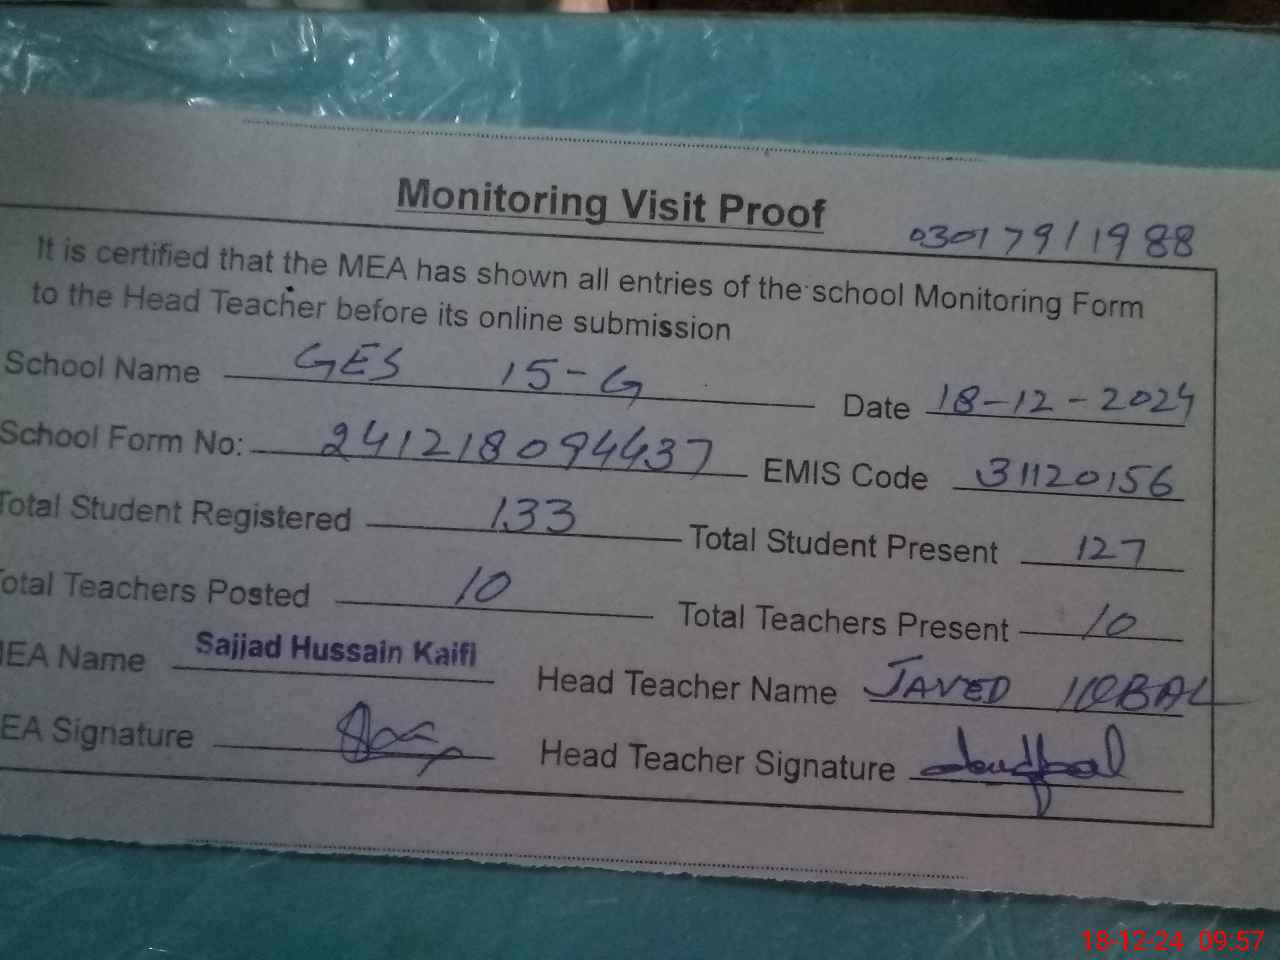 Monitoring Visit Proof
03017911988
It is certified that the MEA has shown all entries of the school Monitoring Form
to the Head Teacher before its online submission
School Name GES 15-G Date 18-12-2024
School Form No: 241218094437 EMIS Code 31120156
Total Student Registered 133 Total Student Present 127
Total Teachers Posted 10 Total Teachers Present 10
MEA Name Sajjad Hussain Kaifi Head Teacher Name JAVED IQBAL
EA Signature Head Teacher Signature
18-12-24 09:57